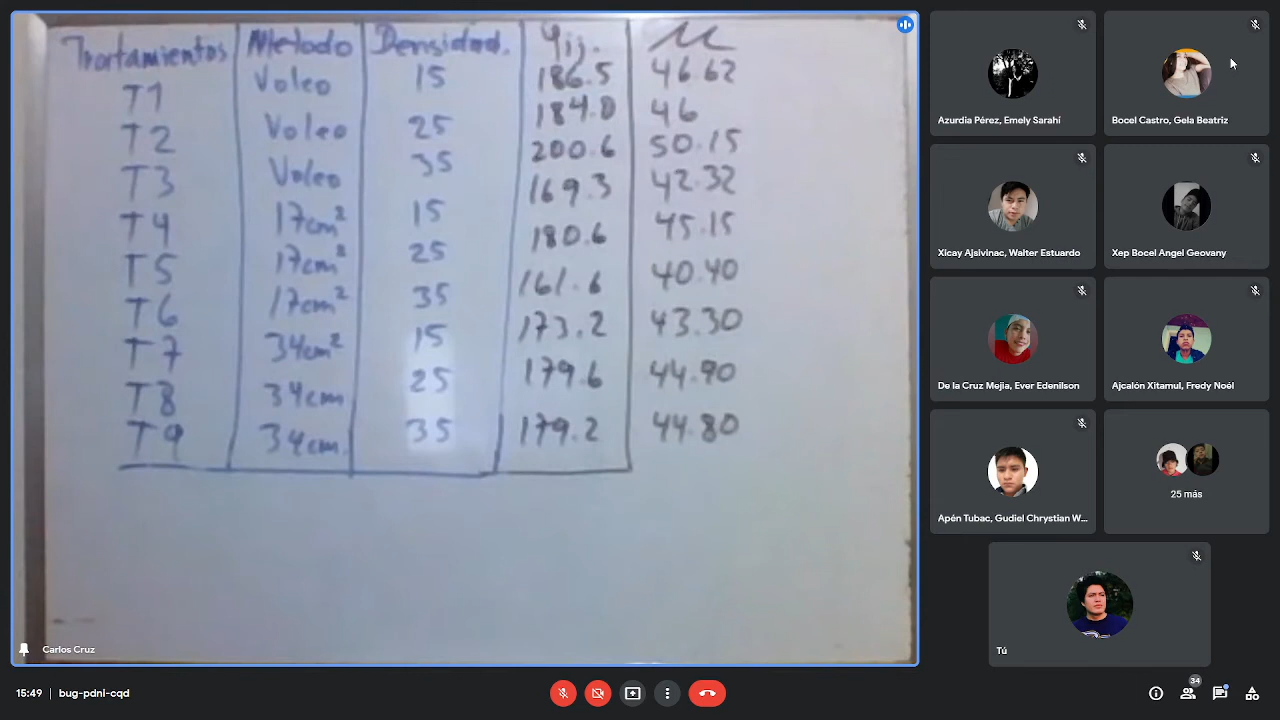 Tratamientos Método Densidad. Yij. μ
T1 Voleo 15 186.5 46.62
T2 Voleo 25 184.0 46
T3 Voleo 35 200.6 50.15
T4 17cm² 15 169.3 42.32
T5 17cm² 25 180.6 45.15
T6 17cm² 35 161.6 40.40
T7 34cm² 15 173.2 43.30
T8 34cm 25 179.6 44.90
T9 34cm. 35 179.2 44.80
Carlos Cruz
Azurdia Pérez, Emely Sarahí
Bocel Castro, Gela Beatriz
Xicay Ajsivinac, Walter Estuardo
Xep Bocel Angel Geovany
De la Cruz Mejia, Ever Edenilson
Ajcalón Xitamul, Fredy Noél
Apén Tubac, Gudiel Chrystian W...
25 más
Tú
15:49 | bug-pdni-cqd
34